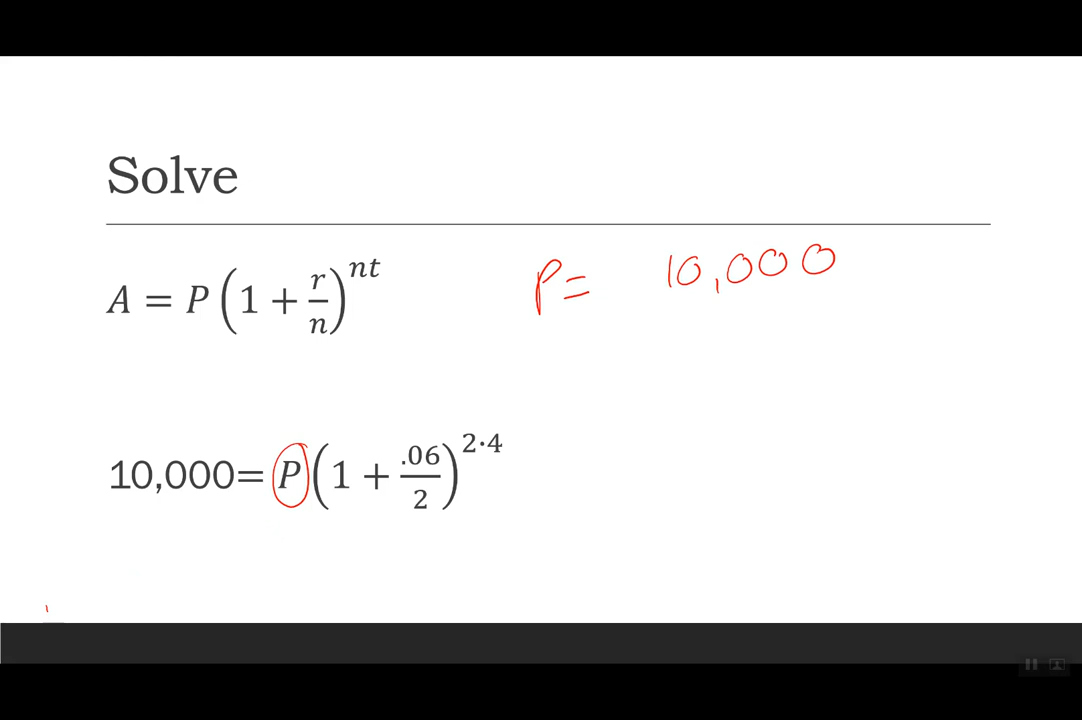 Solve
A = P(1 + r/n)^{nt}
P = 10,000
10,000= P(1 + .06/2)^{2·4}